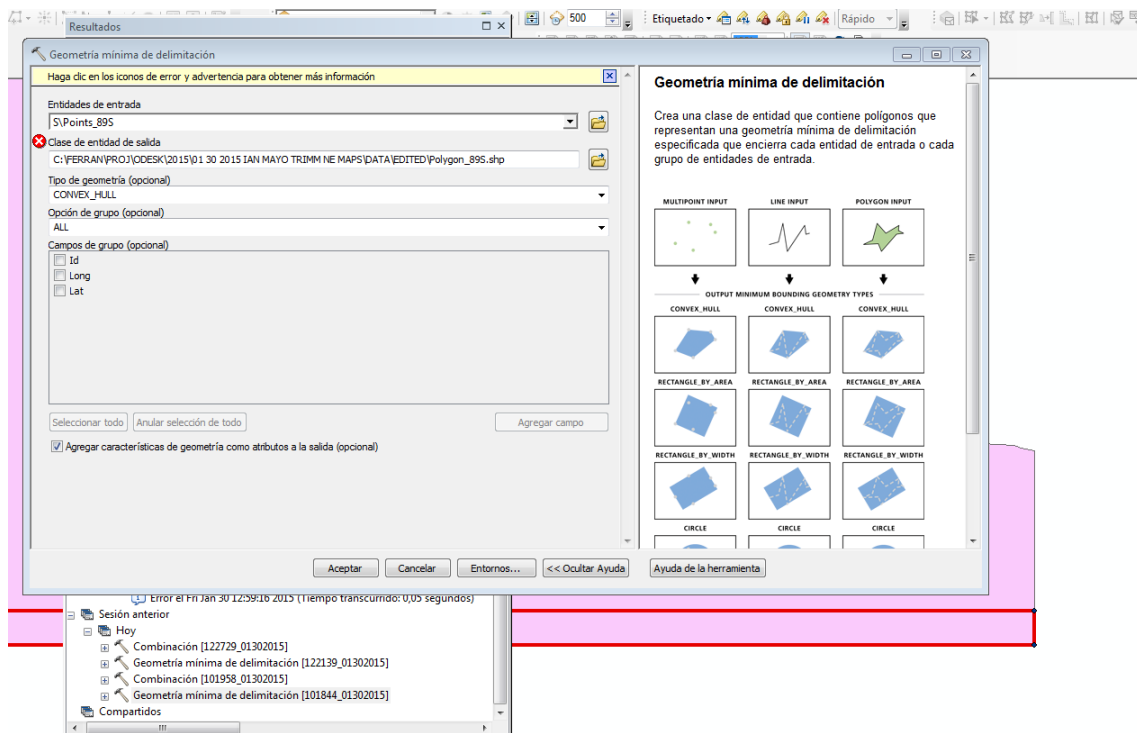 Resultados
500
Etiquetado
Rápido
Geometría mínima de delimitación
Haga clic en los iconos de error y advertencia para obtener más información
Entidades de entrada
S\Points_89S
Clase de entidad de salida
C:\FERRAN\PROJ\ODESK\2015\01 30 2015 IAN MAYO TRIMM NE MAPS\DATA\EDITED\Polygon_89S.shp
Tipo de geometría (opcional)
CONVEX_HULL
Opción de grupo (opcional)
ALL
Campos de grupo (opcional)
Id
Long
Lat
Seleccionar todo
Anular selección de todo
Agregar campo
Agregar características de geometría como atributos a la salida (opcional)
Geometría mínima de delimitación
Crea una clase de entidad que contiene polígonos que
representan una geometría mínima de delimitación
especificada que encierra cada entidad de entrada o cada
grupo de entidades de entrada.
MULTIPOINT INPUT LINE INPUT POLYGON INPUT
OUTPUT MINIMUM BOUNDING GEOMETRY TYPES
CONVEX_HULL CONVEX_HULL CONVEX_HULL
RECTANGLE_BY_AREA RECTANGLE_BY_AREA RECTANGLE_BY_AREA
RECTANGLE_BY_WIDTH RECTANGLE_BY_WIDTH RECTANGLE_BY_WIDTH
CIRCLE CIRCLE CIRCLE
Aceptar
Cancelar
Entornos...
<< Ocultar Ayuda
Ayuda de la herramienta
Error el Fri Jan 30 12:59:16 2015 (Tiempo transcurrido: 0,05 segundos)
Sesión anterior
Hoy
Combinación [122729_01302015]
Geometría mínima de delimitación [122139_01302015]
Combinación [101958_01302015]
Geometría mínima de delimitación [101844_01302015]
Compartidos